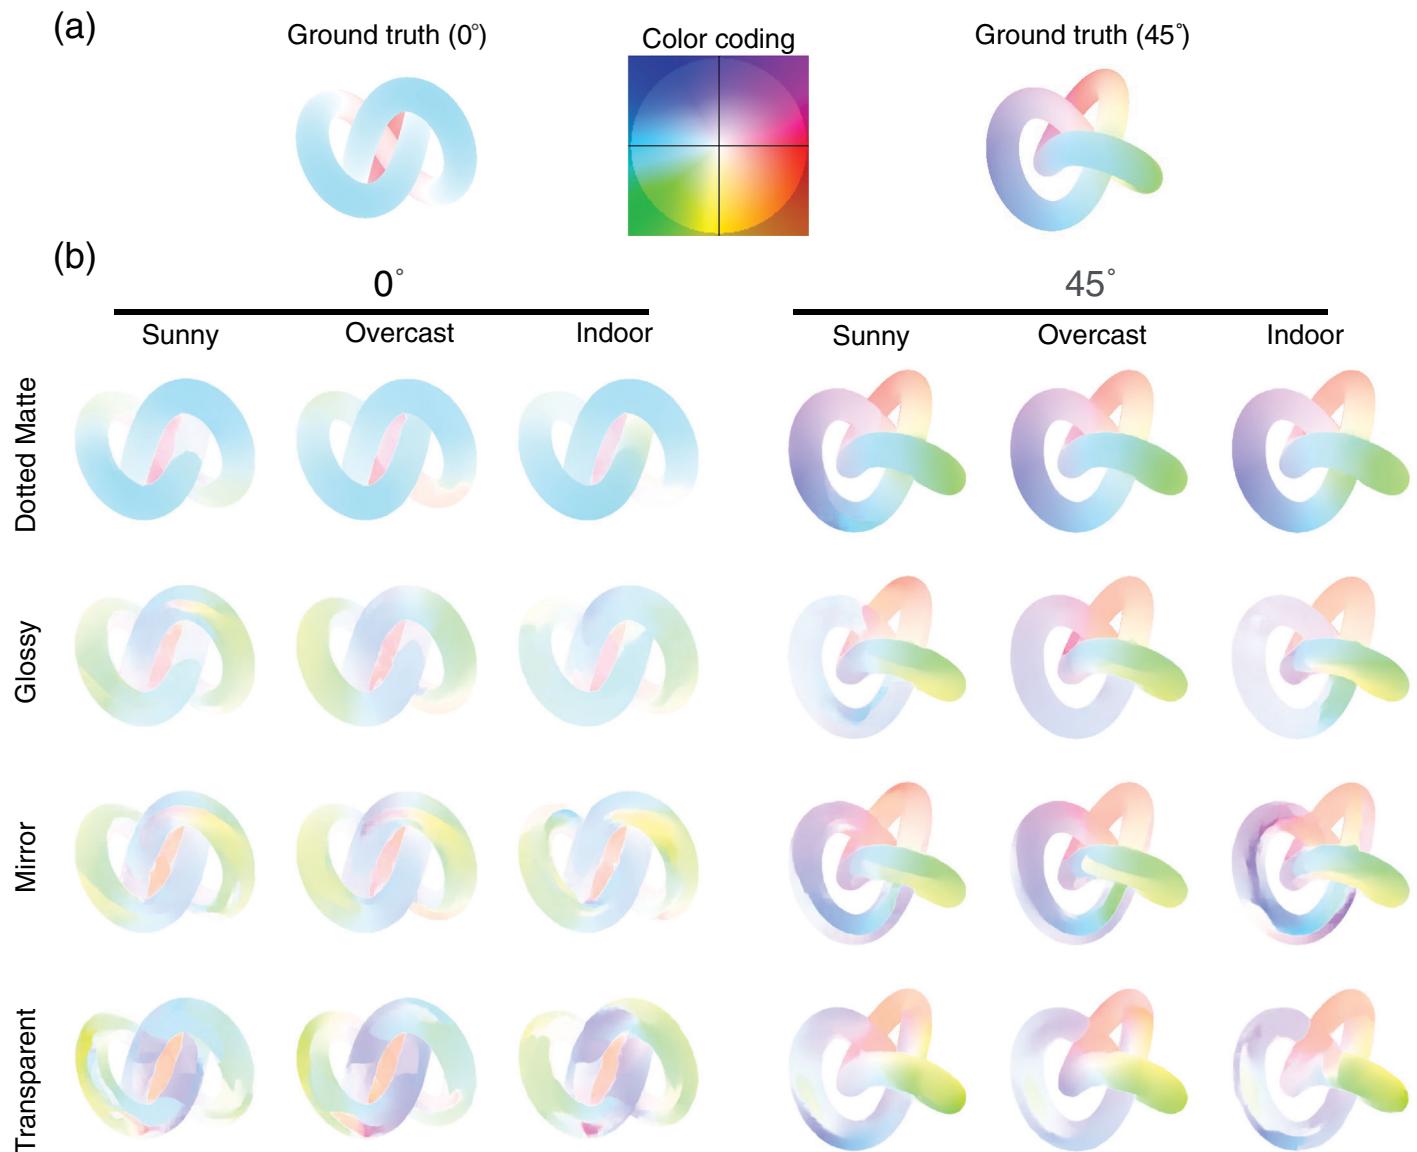 (a)
Ground truth (0°)
Color coding
Ground truth (45°)
(b)
0°
45°
Sunny
Overcast
Indoor
Sunny
Overcast
Indoor
Dotted Matte
Glossy
Mirror
Transparent